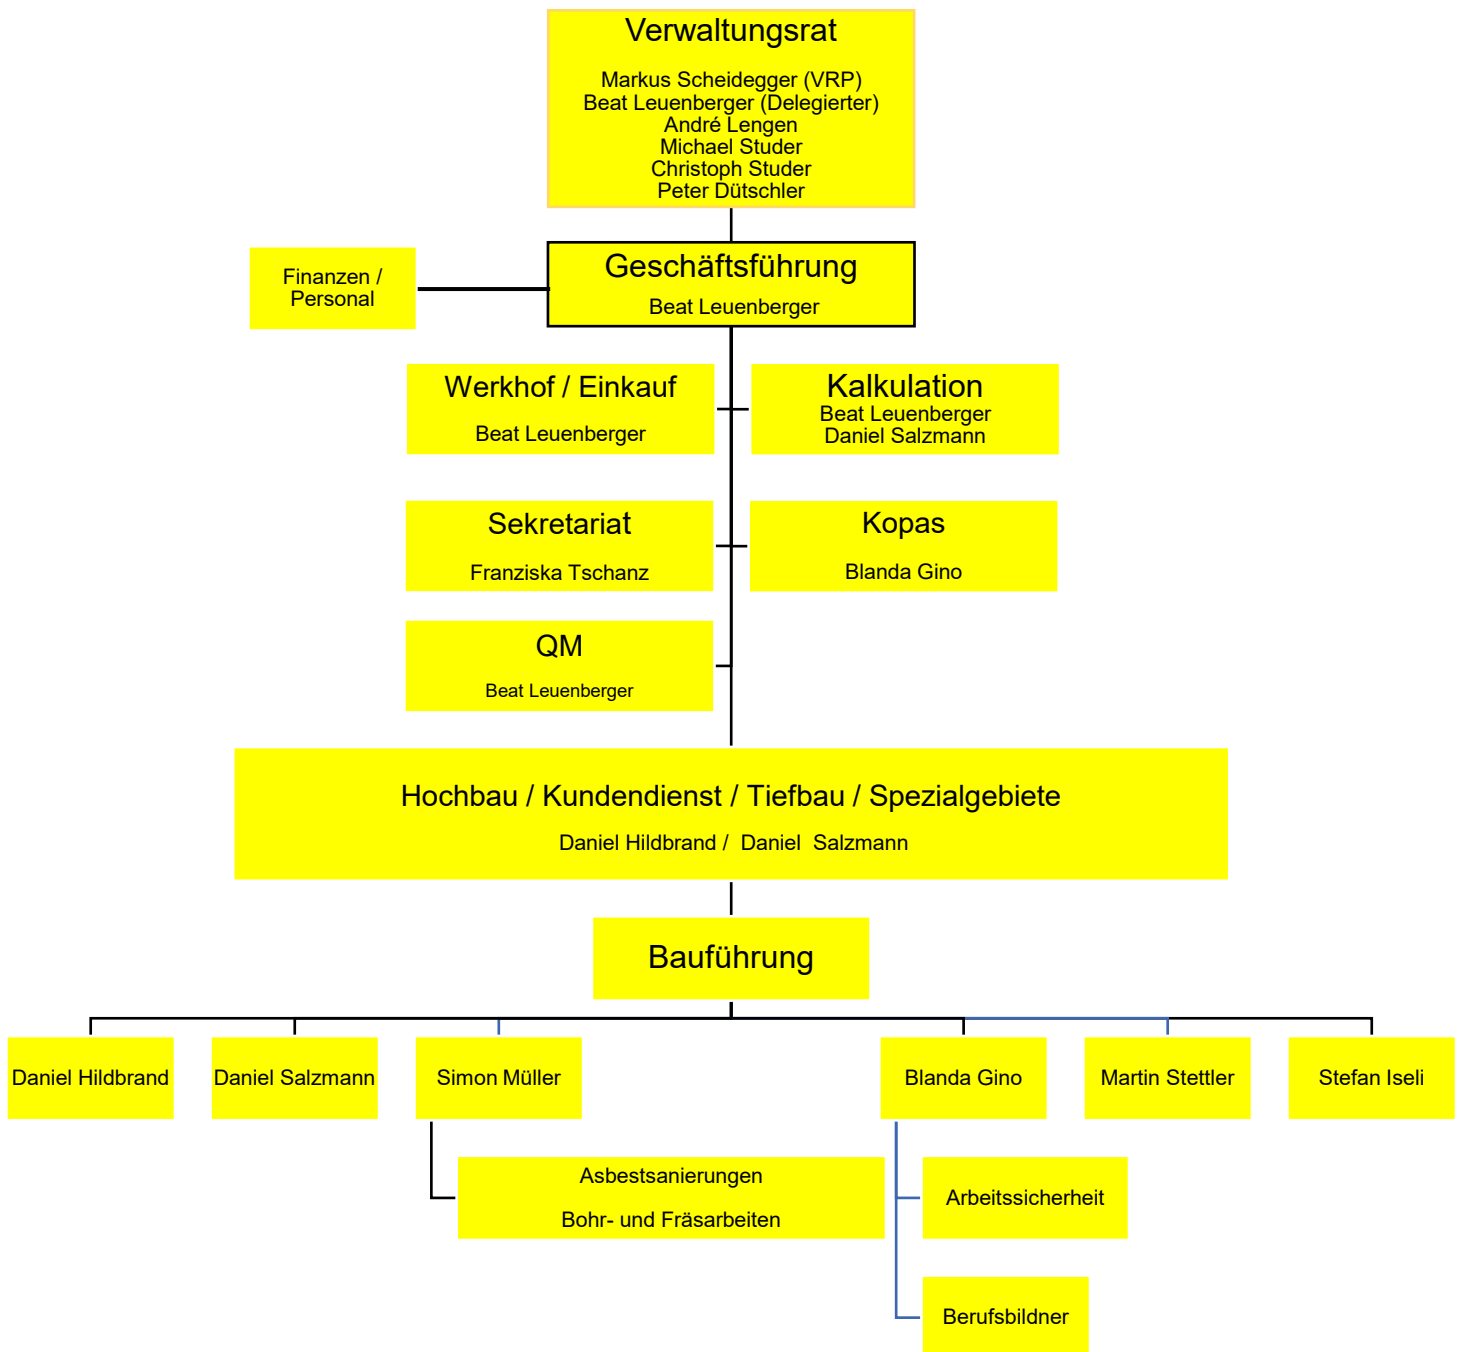 Verwaltungsrat
Markus Scheidegger (VRP)
Beat Leuenberger (Delegierter)
André Lengen
Michael Studer
Christoph Studer
Peter Dütschler
Finanzen /
Personal
Geschäftsführung
Beat Leuenberger
Werkhof / Einkauf
Beat Leuenberger
Kalkulation
Beat Leuenberger
Daniel Salzmann
Sekretariat
Franziska Tschanz
Kopas
Blanda Gino
QM
Beat Leuenberger
Hochbau / Kundendienst / Tiefbau / Spezialgebiete
Daniel Hildbrand /  Daniel  Salzmann
Bauführung
Daniel Hildbrand
Daniel Salzmann
Simon Müller
Blanda Gino
Martin Stettler
Stefan Iseli
Asbestsanierungen
Bohr- und Fräsarbeiten
Arbeitssicherheit
Berufsbildner